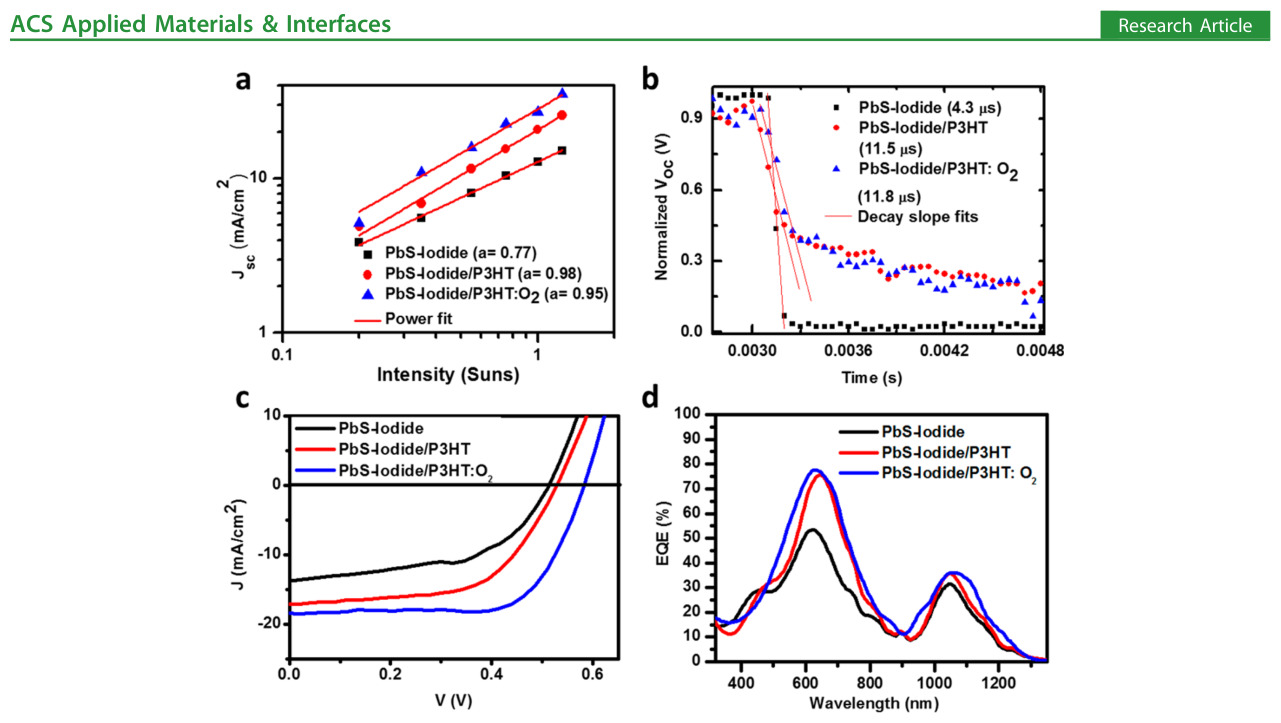 ACS Applied Materials & Interfaces
Research Article
a
10
1
0.1
1
J sc (mA/cm2)
Intensity (Suns)
PbS-Iodide (a= 0.77)
PbS-Iodide/P3HT (a= 0.98)
PbS-Iodide/P3HT:O2 (a= 0.95)
Power fit
b
0.9
0.6
0.3
0.0
0.0030
0.0036
0.0042
0.0048
Normalized VOC (V)
Time (s)
PbS-Iodide (4.3 μs)
PbS-Iodide/P3HT
(11.5 μs)
PbS-Iodide/P3HT: O2
(11.8 μs)
Decay slope fits
c
10
0
-10
-20
0.0
0.2
0.4
0.6
J (mA/cm2)
V (V)
PbS-Iodide
PbS-Iodide/P3HT
PbS-Iodide/P3HT:O2
d
100
90
80
70
60
50
40
30
20
10
0
400
600
800
1000
1200
EQE (%)
Wavelength (nm)
PbS-Iodide
PbS-Iodide/P3HT
PbS-Iodide/P3HT: O2